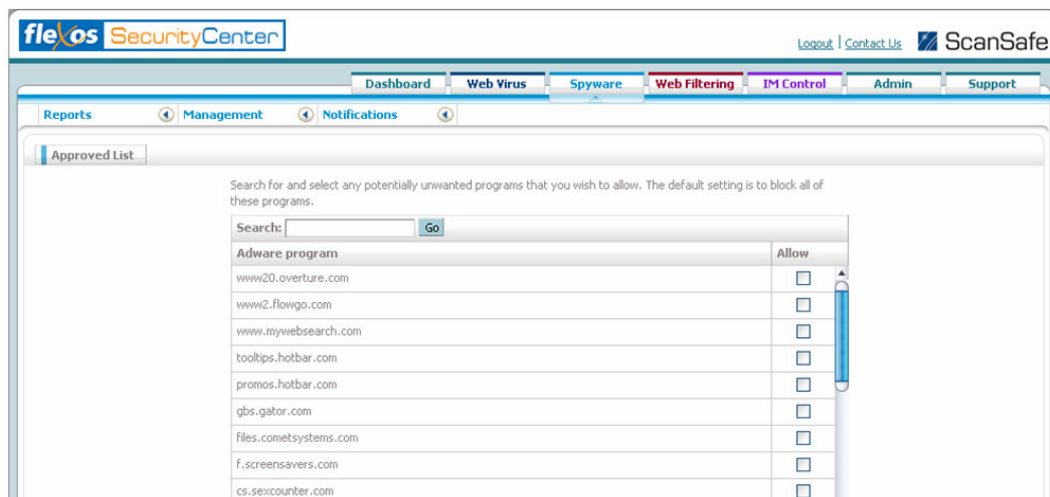 flexos SecurityCenter
Logout | Contact Us ScanSafe
Dashboard Web Virus Spyware Web Filtering IM Control Admin Support
Reports Management Notifications
Approved List
Search for and select any potentially unwanted programs that you wish to allow. The default setting is to block all of
these programs.
Search: Go
Adware program Allow
www20.overture.com
www2.flowgo.com
www.mywebsearch.com
tooltips.hotbar.com
promos.hotbar.com
gbs.gator.com
files.cometsystems.com
f.screensavers.com
cs.sexcounter.com